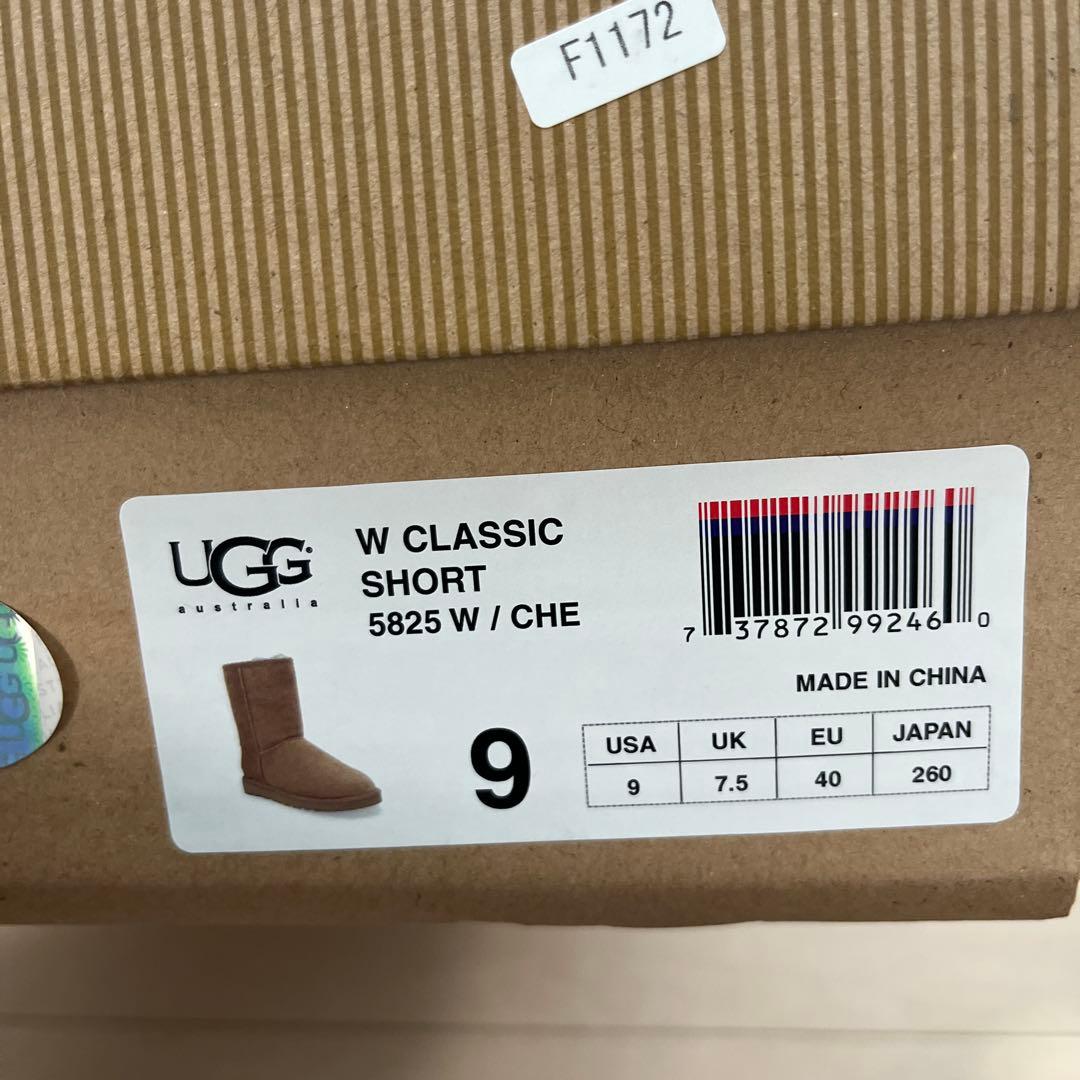 F1172
UGG
australia
W CLASSIC
SHORT
5825 W / CHE
7 37872 99246 0
MADE IN CHINA
9
USA UK EU JAPAN
9 7.5 40 260
UGG